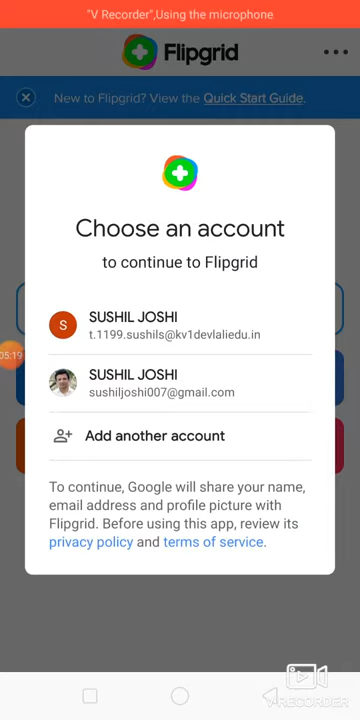 "V Recorder",Using the microphone
Flipgrid
New to Flipgrid? View the Quick Start Guide.
Choose an account
to continue to Flipgrid
S
SUSHIL JOSHI
t.1199.sushils@kv1devlaliedu.in
05:19
SUSHIL JOSHI
sushiljoshi007@gmail.com
Add another account
To continue, Google will share your name,
email address and profile picture with
Flipgrid. Before using this app, review its
privacy policy and terms of service.
V RECORDER